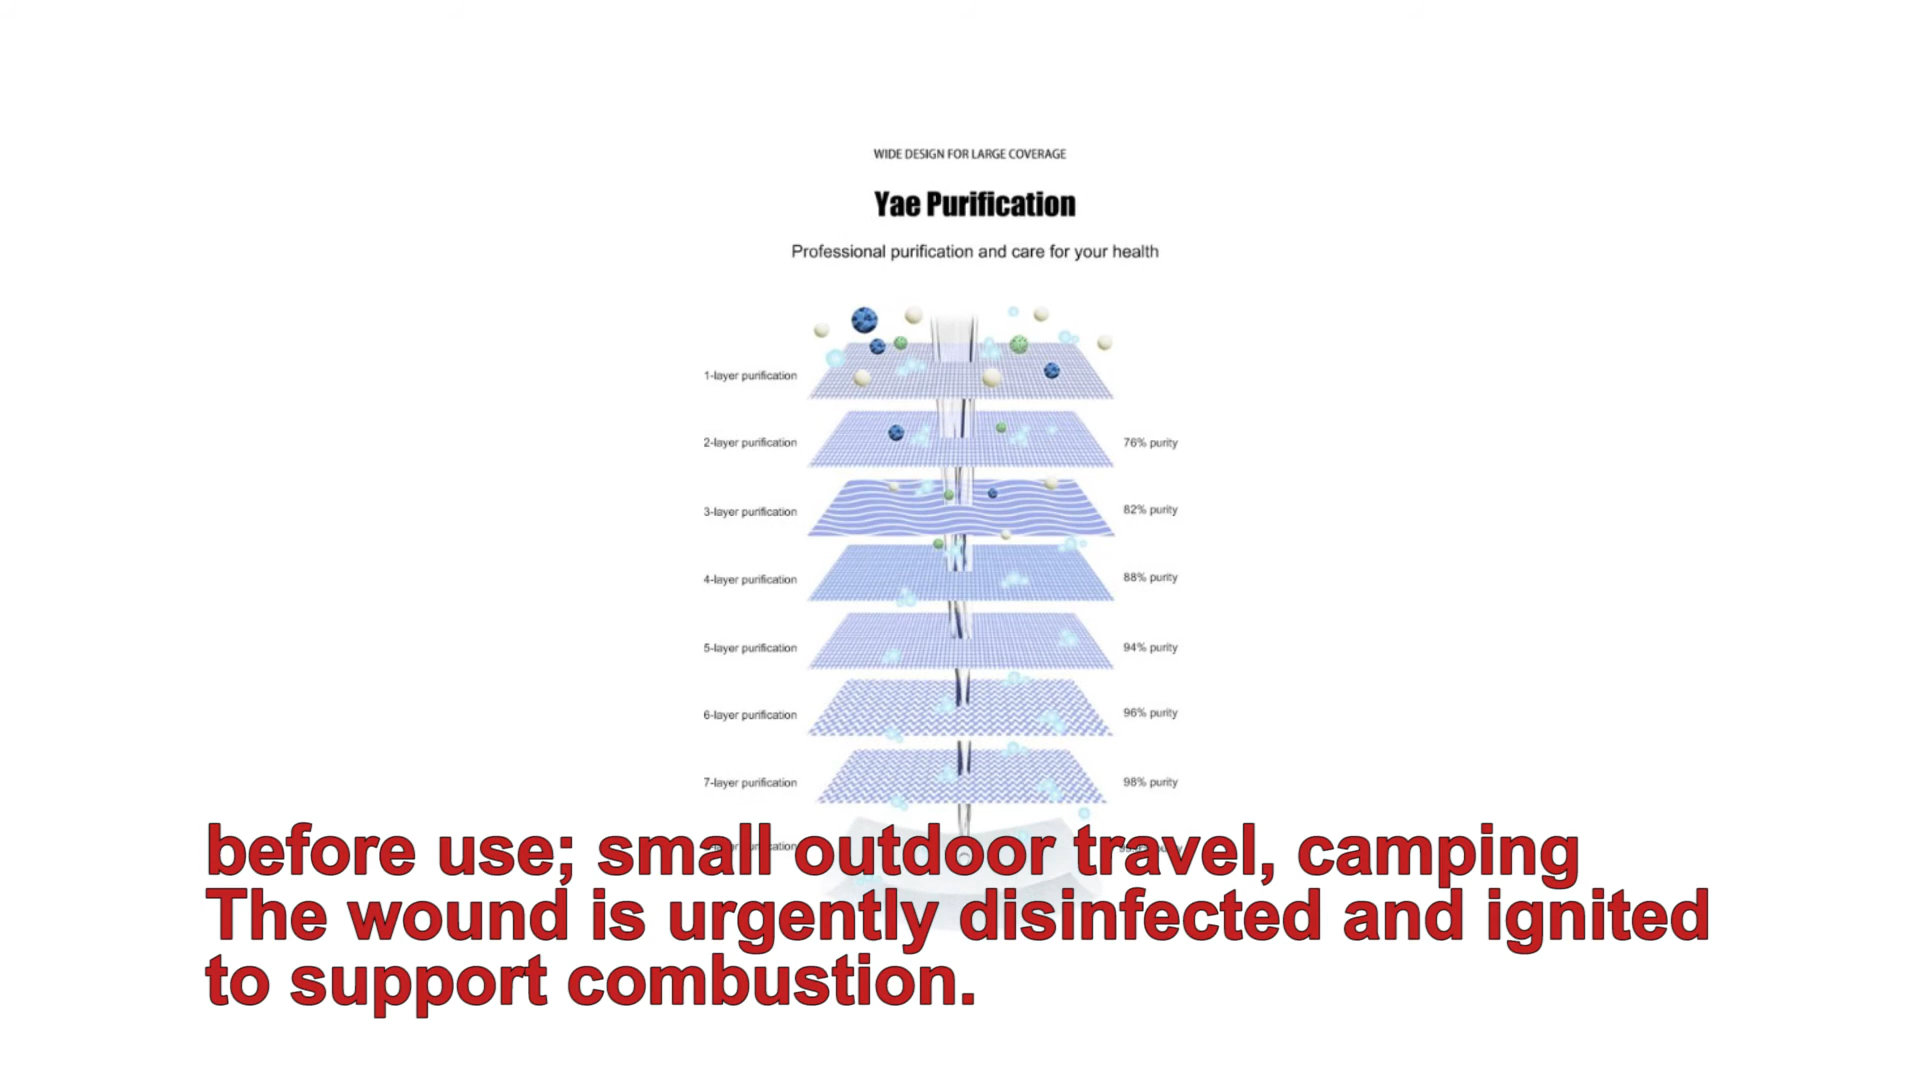 WIDE DESIGN FOR LARGE COVERAGE
Yae Purification
Professional purification and care for your health
1-layer purification
2-layer purification
76% purity
3-layer purification
82% purity
4-layer purification
88% purity
5-layer purification
94% purity
6-layer purification
96% purity
7-layer purification
98% purity
before use; small outdoor travel, camping
The wound is urgently disinfected and ignited
to support combustion.